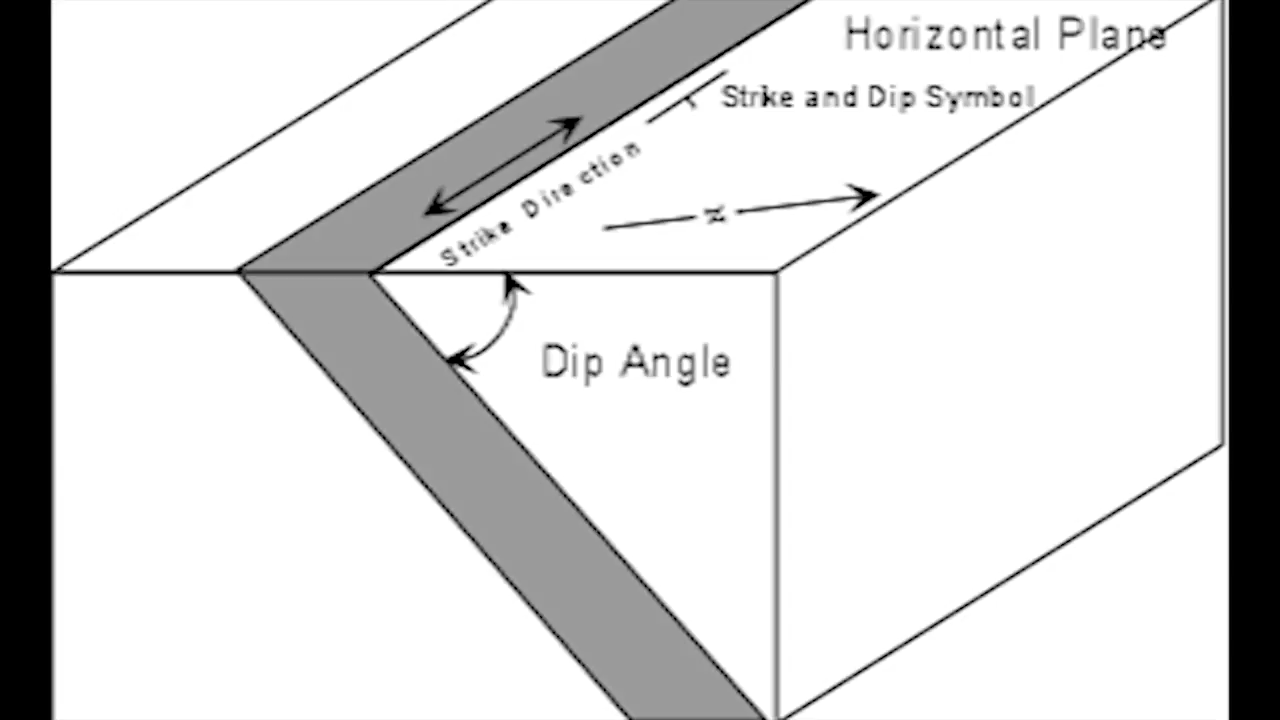 Horizontal Plane
Strike and Dip Symbol
Strike Direction
N
Dip Angle